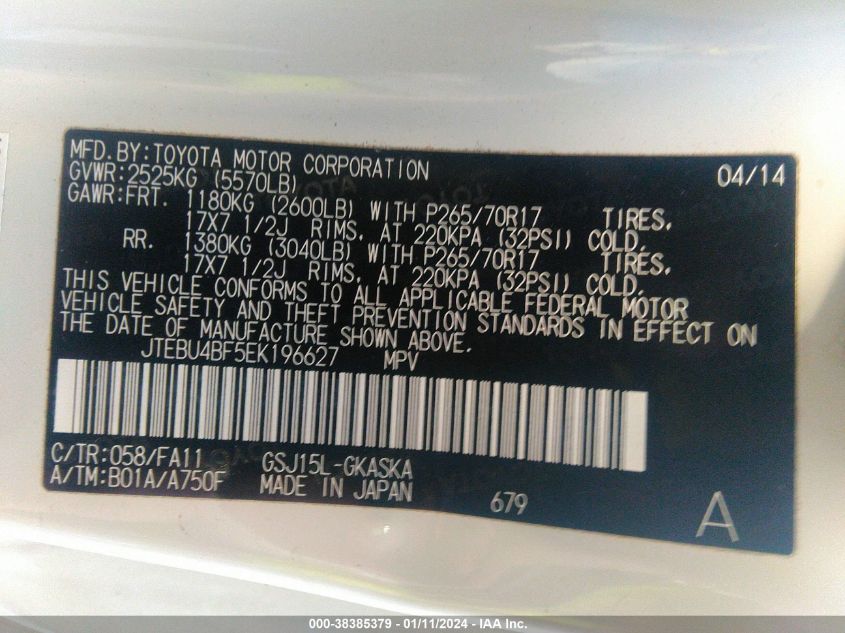 MFD.BY:TOYOTA MOTOR CORPORATION 04/14
GVWR:2525KG (5570LB)
GAWR:FRT. 1180KG (2600LB) WITH P265/70R17 TIRES,
17X7 1/2J RIMS, AT 220KPA (32PSI) COLD.
RR. 1380KG (3040LB) WITH P265/70R17 TIRES,
17X7 1/2J RIMS, AT 220KPA (32PSI) COLD.
THIS VEHICLE CONFORMS TO ALL APPLICABLE FEDERAL MOTOR
VEHICLE SAFETY AND THEFT PREVENTION STANDARDS IN EFFECT ON
THE DATE OF MANUFACTURE SHOWN ABOVE.
JTEBU4BF5EK196627 MPV
C/TR:058/FA11 GSJ15L-GKASKA
A/TM:B01A/A750F MADE IN JAPAN 679 A
000-38385379 - 01/11/2024 - IAA Inc.